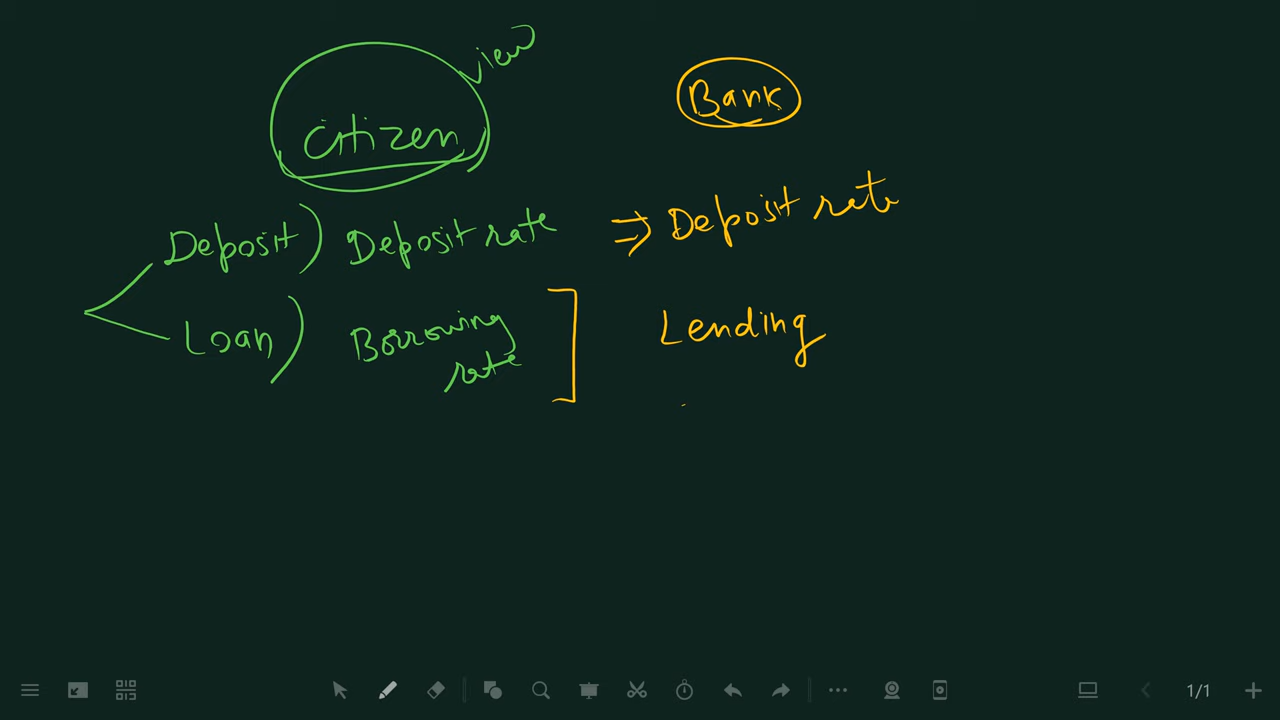 view
Citizen
Bank
Deposit) Deposit rate
⇒ Deposit rate
Loan) Borrowing
rate
Lending
1/1